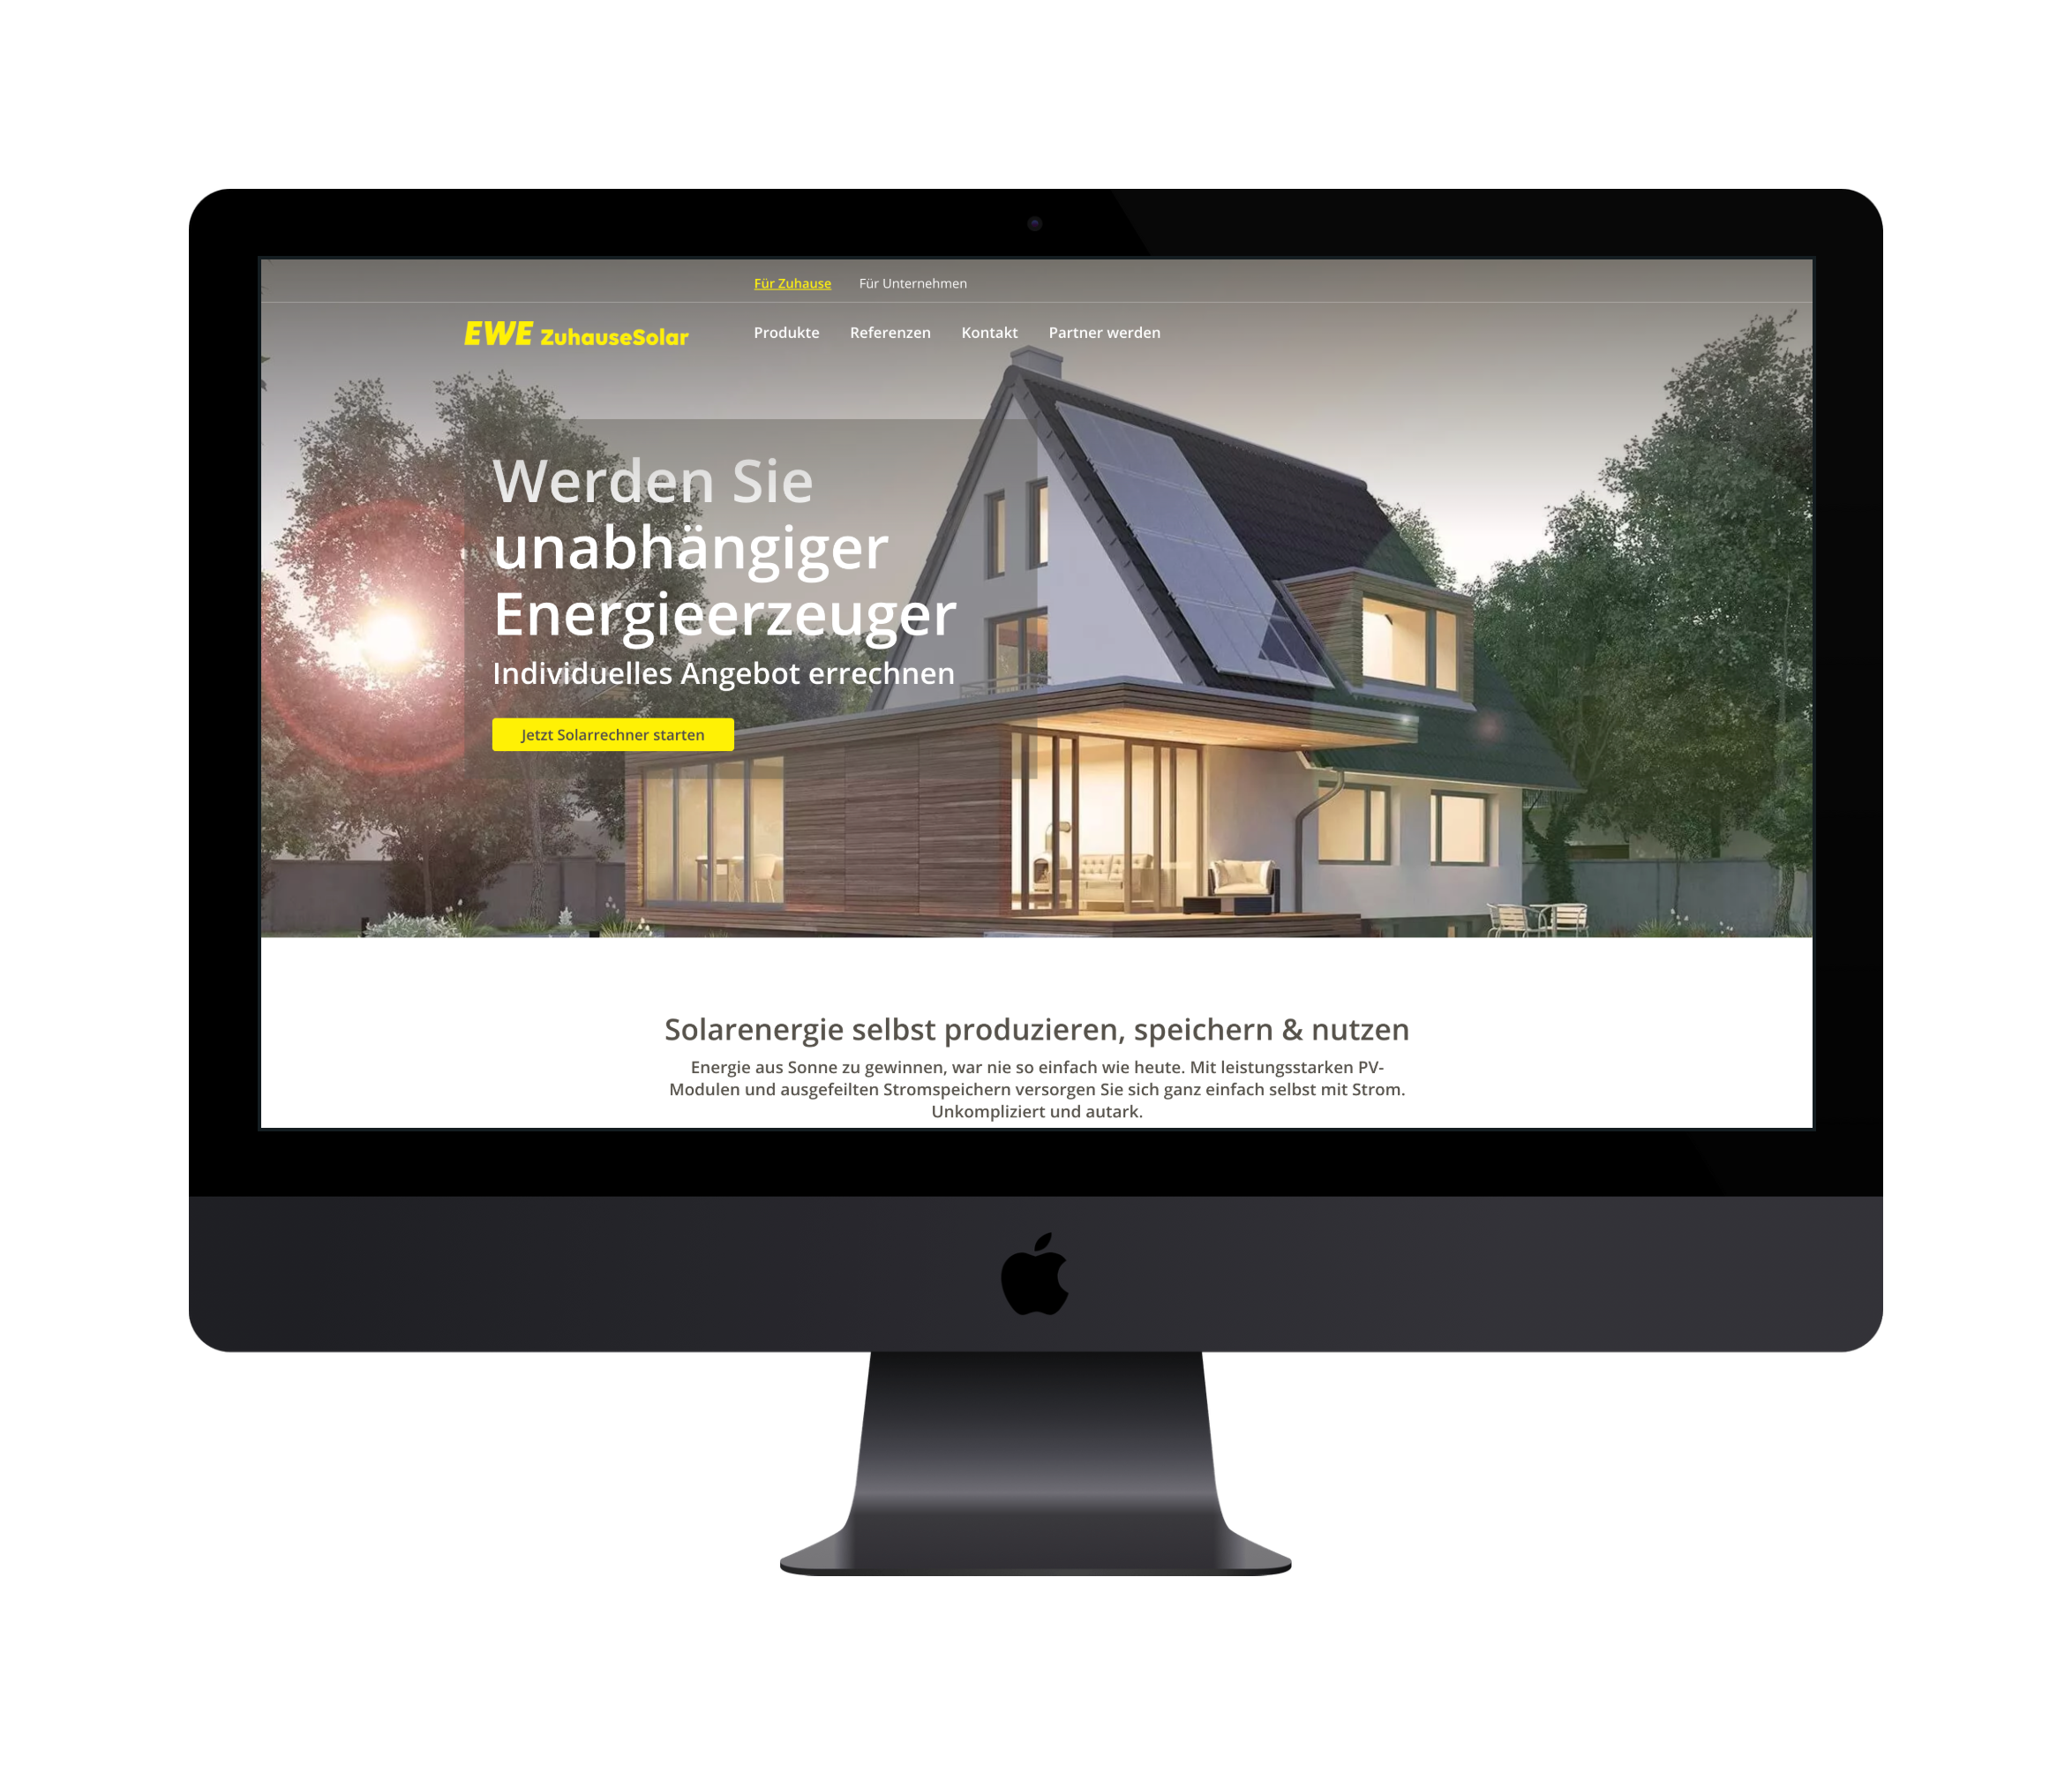 Für Zuhause Für Unternehmen
EWE ZuhauseSolar Produkte Referenzen Kontakt Partner werden
Werden Sie
unabhängiger
Energieerzeuger
Individuelles Angebot errechnen
Jetzt Solarrechner starten
Solarenergie selbst produzieren, speichern & nutzen
Energie aus Sonne zu gewinnen, war nie so einfach wie heute. Mit leistungsstarken PV-
Modulen und ausgefeilten Stromspeichern versorgen Sie sich ganz einfach selbst mit Strom.
Unkompliziert und autark.